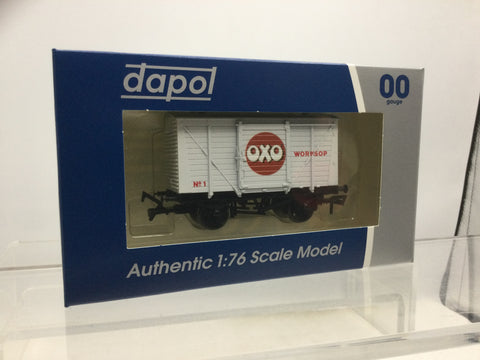 dapol
00
gauge
OXO
WORKSOP
No 1
Authentic 1:76 Scale Model